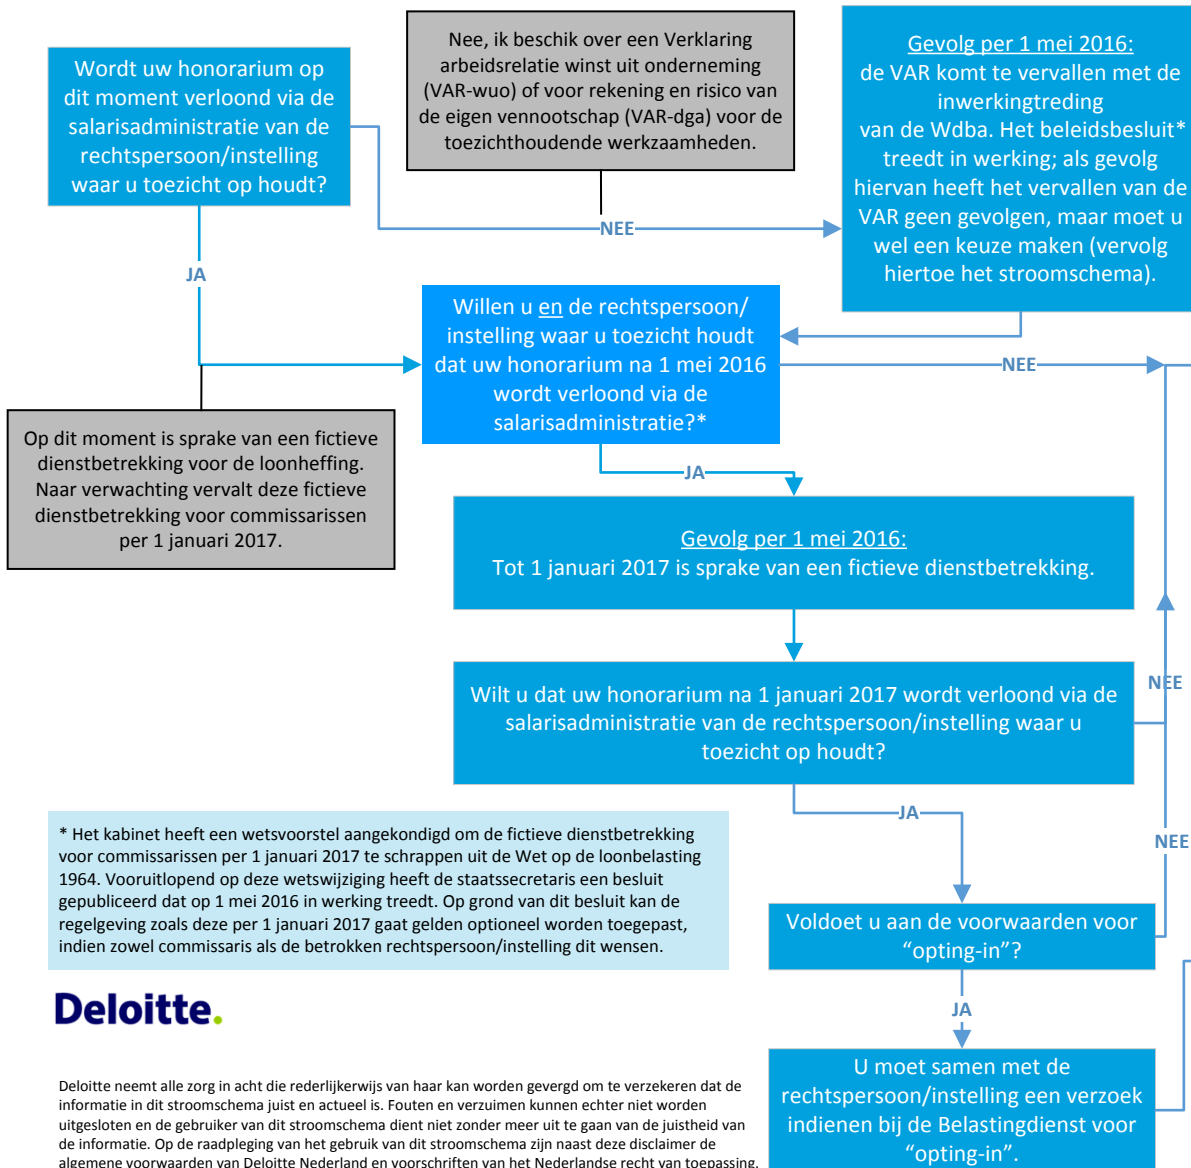 Wordt uw honorarium op
dit moment verloond via de
salarisadministratie van de
rechtspersoon/instelling
waar u toezicht op houdt?
Nee, ik beschik over een Verklaring
arbeidsrelatie winst uit onderneming
(VAR-wuo) of voor rekening en risico van
de eigen vennootschap (VAR-dga) voor de
toezichthoudende werkzaamheden.
Gevolg per 1 mei 2016:
de VAR komt te vervallen met de
inwerkingtreding
van de Wdba. Het beleidsbesluit*
treedt in werking; als gevolg
hiervan heeft het vervallen van de
VAR geen gevolgen, maar moet u
wel een keuze maken (vervolg
hiertoe het stroomschema).
NEE
JA
Willen u en de rechtspersoon/
instelling waar u toezicht houdt
dat uw honorarium na 1 mei 2016
wordt verloond via de
salarisadministratie?*
NEE
Op dit moment is sprake van een fictieve
dienstbetrekking voor de loonheffing.
Naar verwachting vervalt deze fictieve
dienstbetrekking voor commissarissen
per 1 januari 2017.
JA
Gevolg per 1 mei 2016:
Tot 1 januari 2017 is sprake van een fictieve dienstbetrekking.
Wilt u dat uw honorarium na 1 januari 2017 wordt verloond via de
salarisadministratie van de rechtspersoon/instelling waar u
toezicht op houdt?
NEE
JA
NEE
* Het kabinet heeft een wetsvoorstel aangekondigd om de fictieve dienstbetrekking
voor commissarissen per 1 januari 2017 te schrappen uit de Wet op de loonbelasting
1964. Vooruitlopend op deze wetswijziging heeft de staatssecretaris een besluit
gepubliceerd dat op 1 mei 2016 in werking treedt. Op grond van dit besluit kan de
regelgeving zoals deze per 1 januari 2017 gaat gelden optioneel worden toegepast,
indien zowel commissaris als de betrokken rechtspersoon/instelling dit wensen.
Voldoet u aan de voorwaarden voor
“opting-in”?
JA
Deloitte.
U moet samen met de
rechtspersoon/instelling een verzoek
indienen bij de Belastingdienst voor
“opting-in”.
Deloitte neemt alle zorg in acht die rederlijkerwijs van haar kan worden gevergd om te verzekeren dat de
informatie in dit stroomschema juist en actueel is. Fouten en verzuimen kunnen echter niet worden
uitgesloten en de gebruiker van dit stroomschema dient niet zonder meer uit te gaan van de juistheid van
de informatie. Op de raadpleging van het gebruik van dit stroomschema zijn naast deze disclaimer de
algemene voorwaarden van Deloitte Nederland en voorschriften van het Nederlandse recht van toepassing.